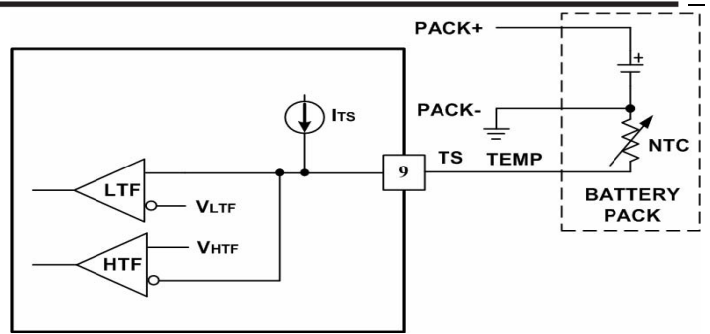 PACK+
ITS
PACK-
NTC
9
TS
TEMP
LTF
VLTF
BATTERY
PACK
VHTF
HTF